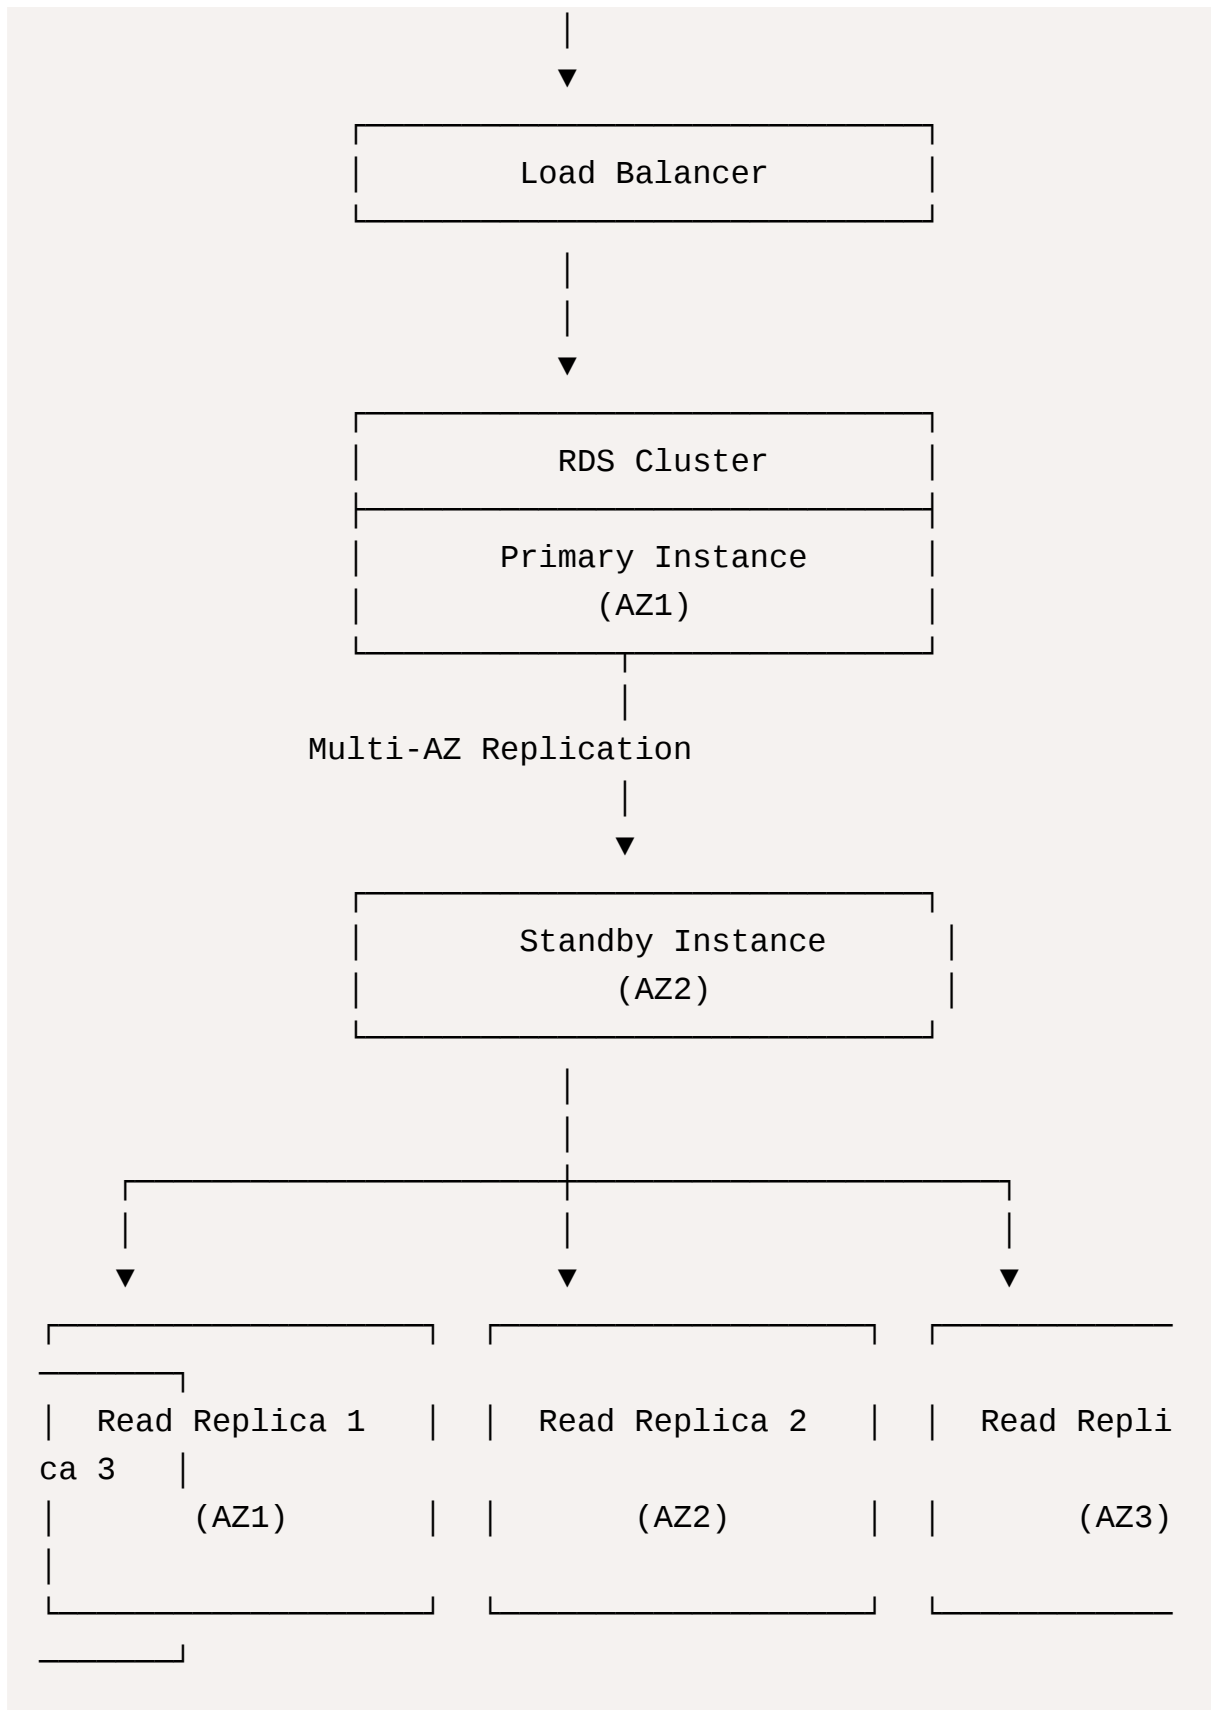 Load Balancer
RDS Cluster
Primary Instance
(AZ1)
Multi-AZ Replication
Standby Instance
(AZ2)
Read Replica 1 Read Replica 2 Read Repli
ca 3
(AZ1) (AZ2) (AZ3)